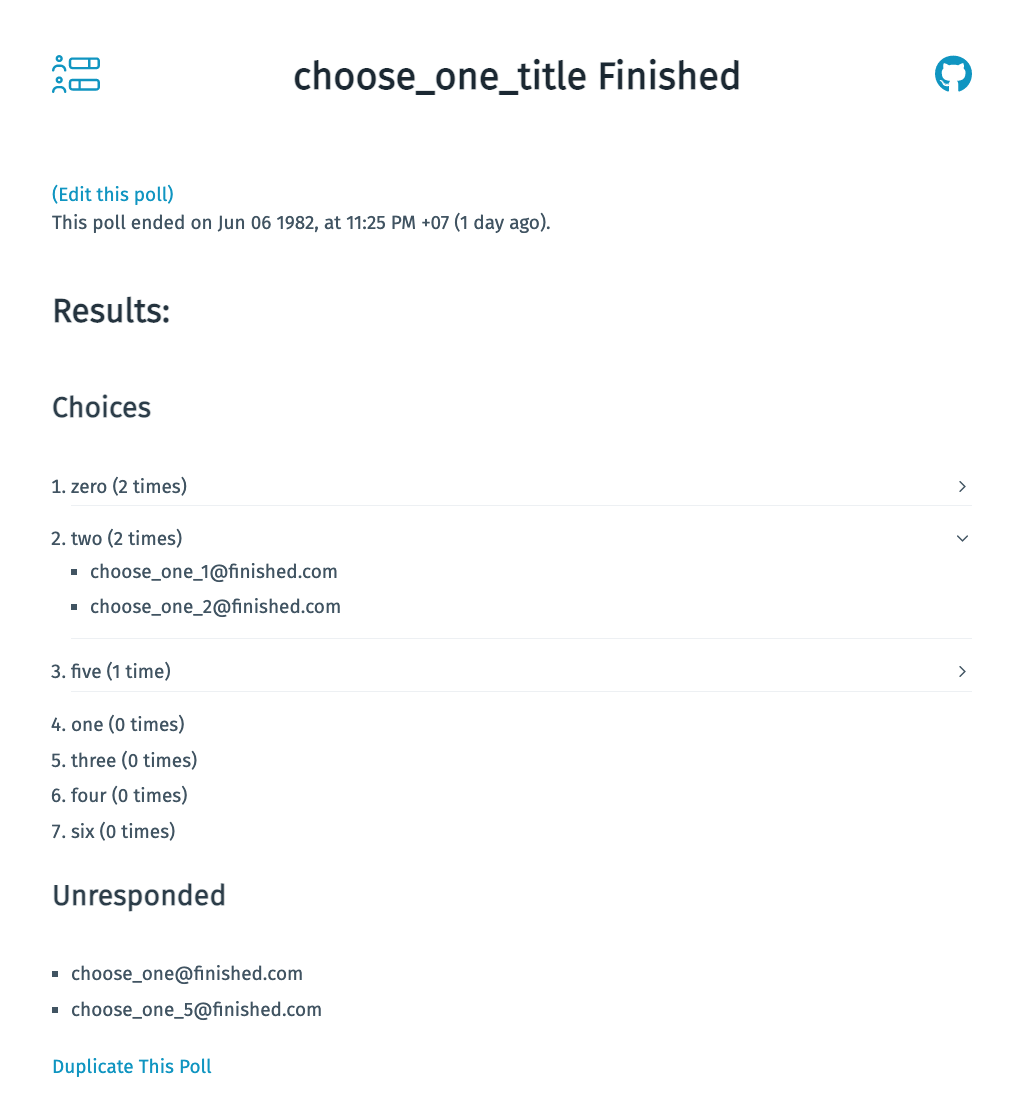 choose_one_title Finished
(Edit this poll)
This poll ended on Jun 06 1982, at 11:25 PM +07 (1 day ago).
Results:
Choices
1. zero (2 times)
2. two (2 times)
▪ choose_one_1@finished.com
▪ choose_one_2@finished.com
3. five (1 time)
4. one (0 times)
5. three (0 times)
6. four (0 times)
7. six (0 times)
Unresponded
▪ choose_one@finished.com
▪ choose_one_5@finished.com
Duplicate This Poll